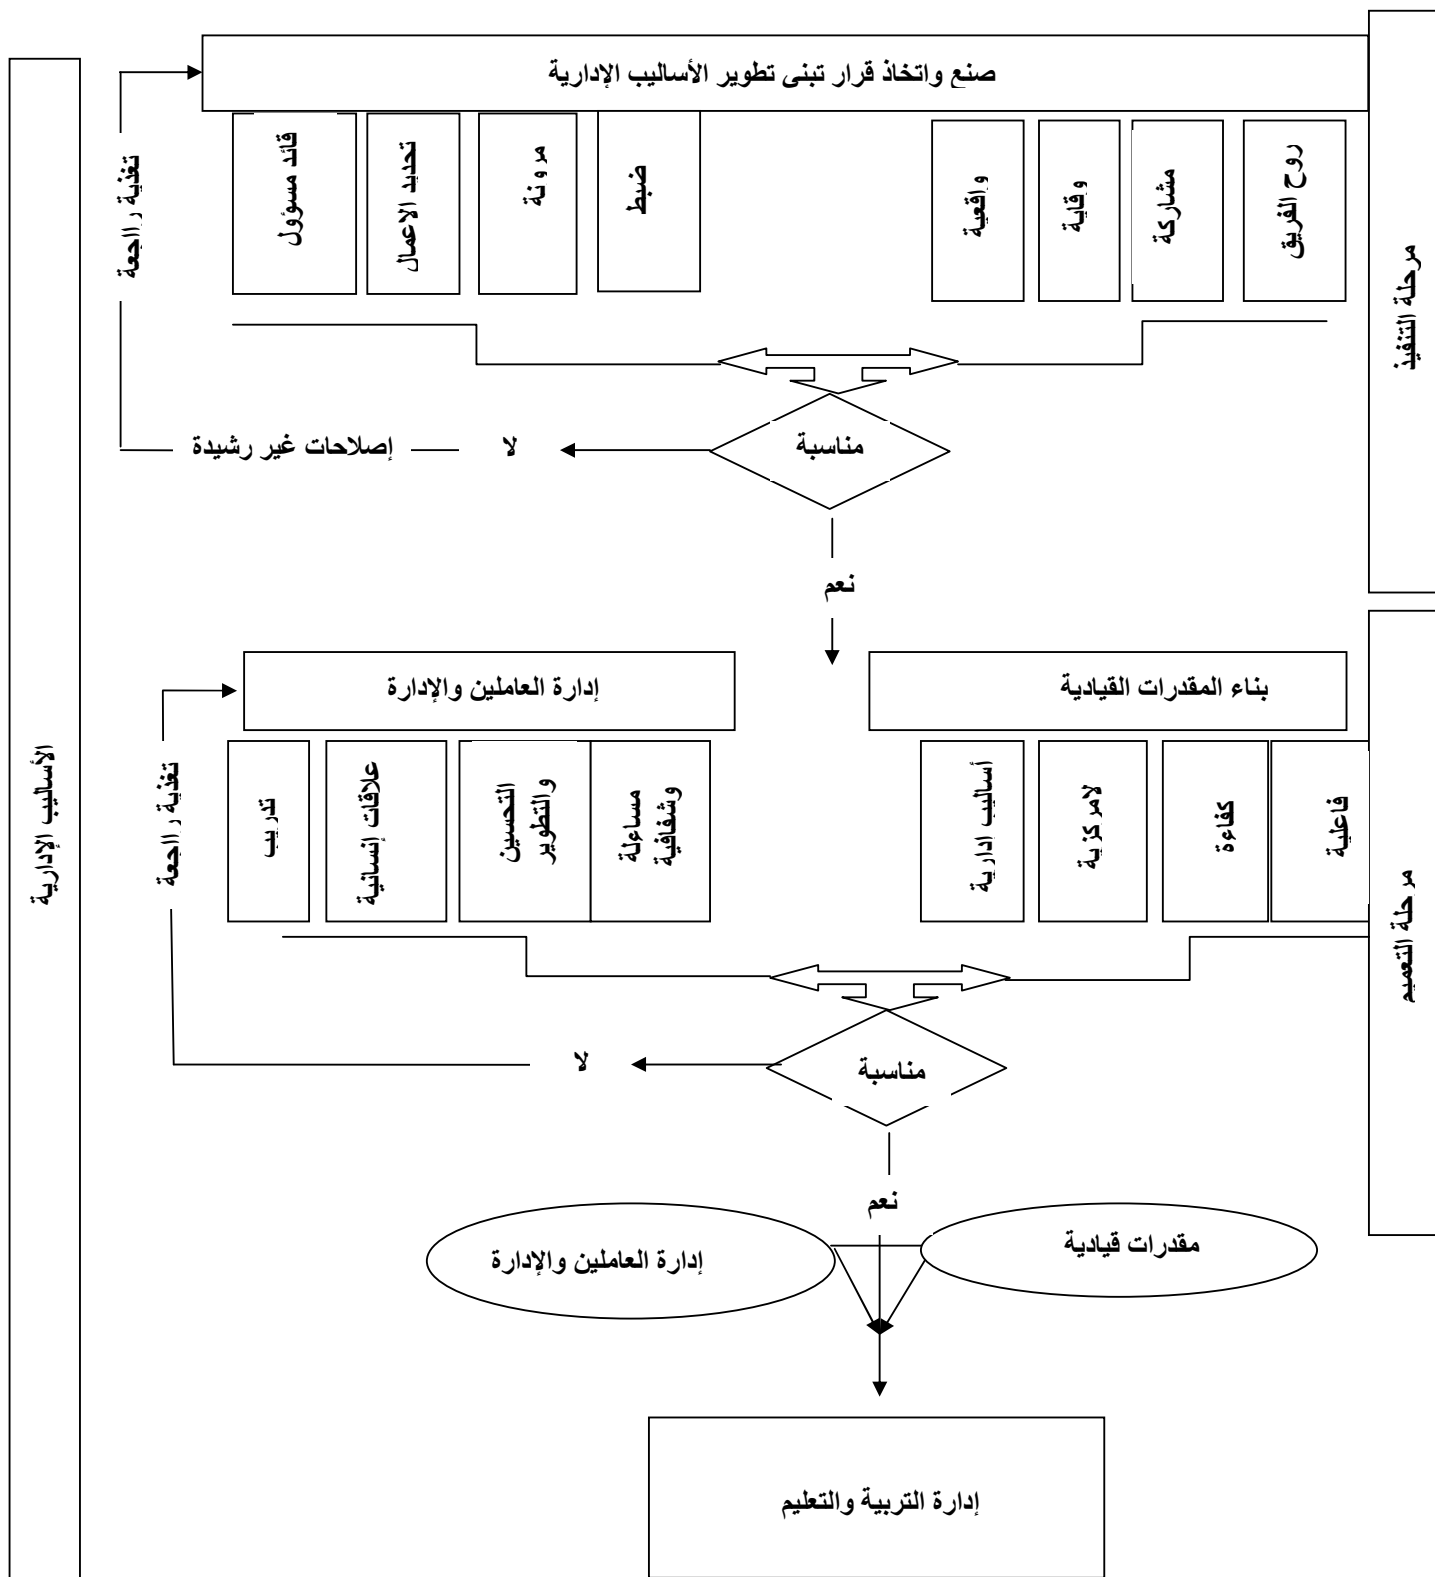 صنع واتخاذ قرار تبنى تطوير الأساليب الإدارية
روح الفريق
مشاركة
وقاية
واقعية
ضبط
مرونة
تحديد الاعمال
قائد مسؤول
تغذية راجعة
مرحلة التنفيذ
مناسبة
لا
إصلاحات غير رشيدة
نعم
بناء المقدرات القيادية
إدارة العاملين والإدارة
فاعلية
كفاءة
لامركزية
أساليب إدارية
مساءلة
وشفافية
التحسين
والتطوير
علاقات إنسانية
تدريب
تغذية راجعة
الأساليب الإدارية
مرحلة التعميم
مناسبة
لا
نعم
مقدرات قيادية
إدارة العاملين والإدارة
إدارة التربية والتعليم